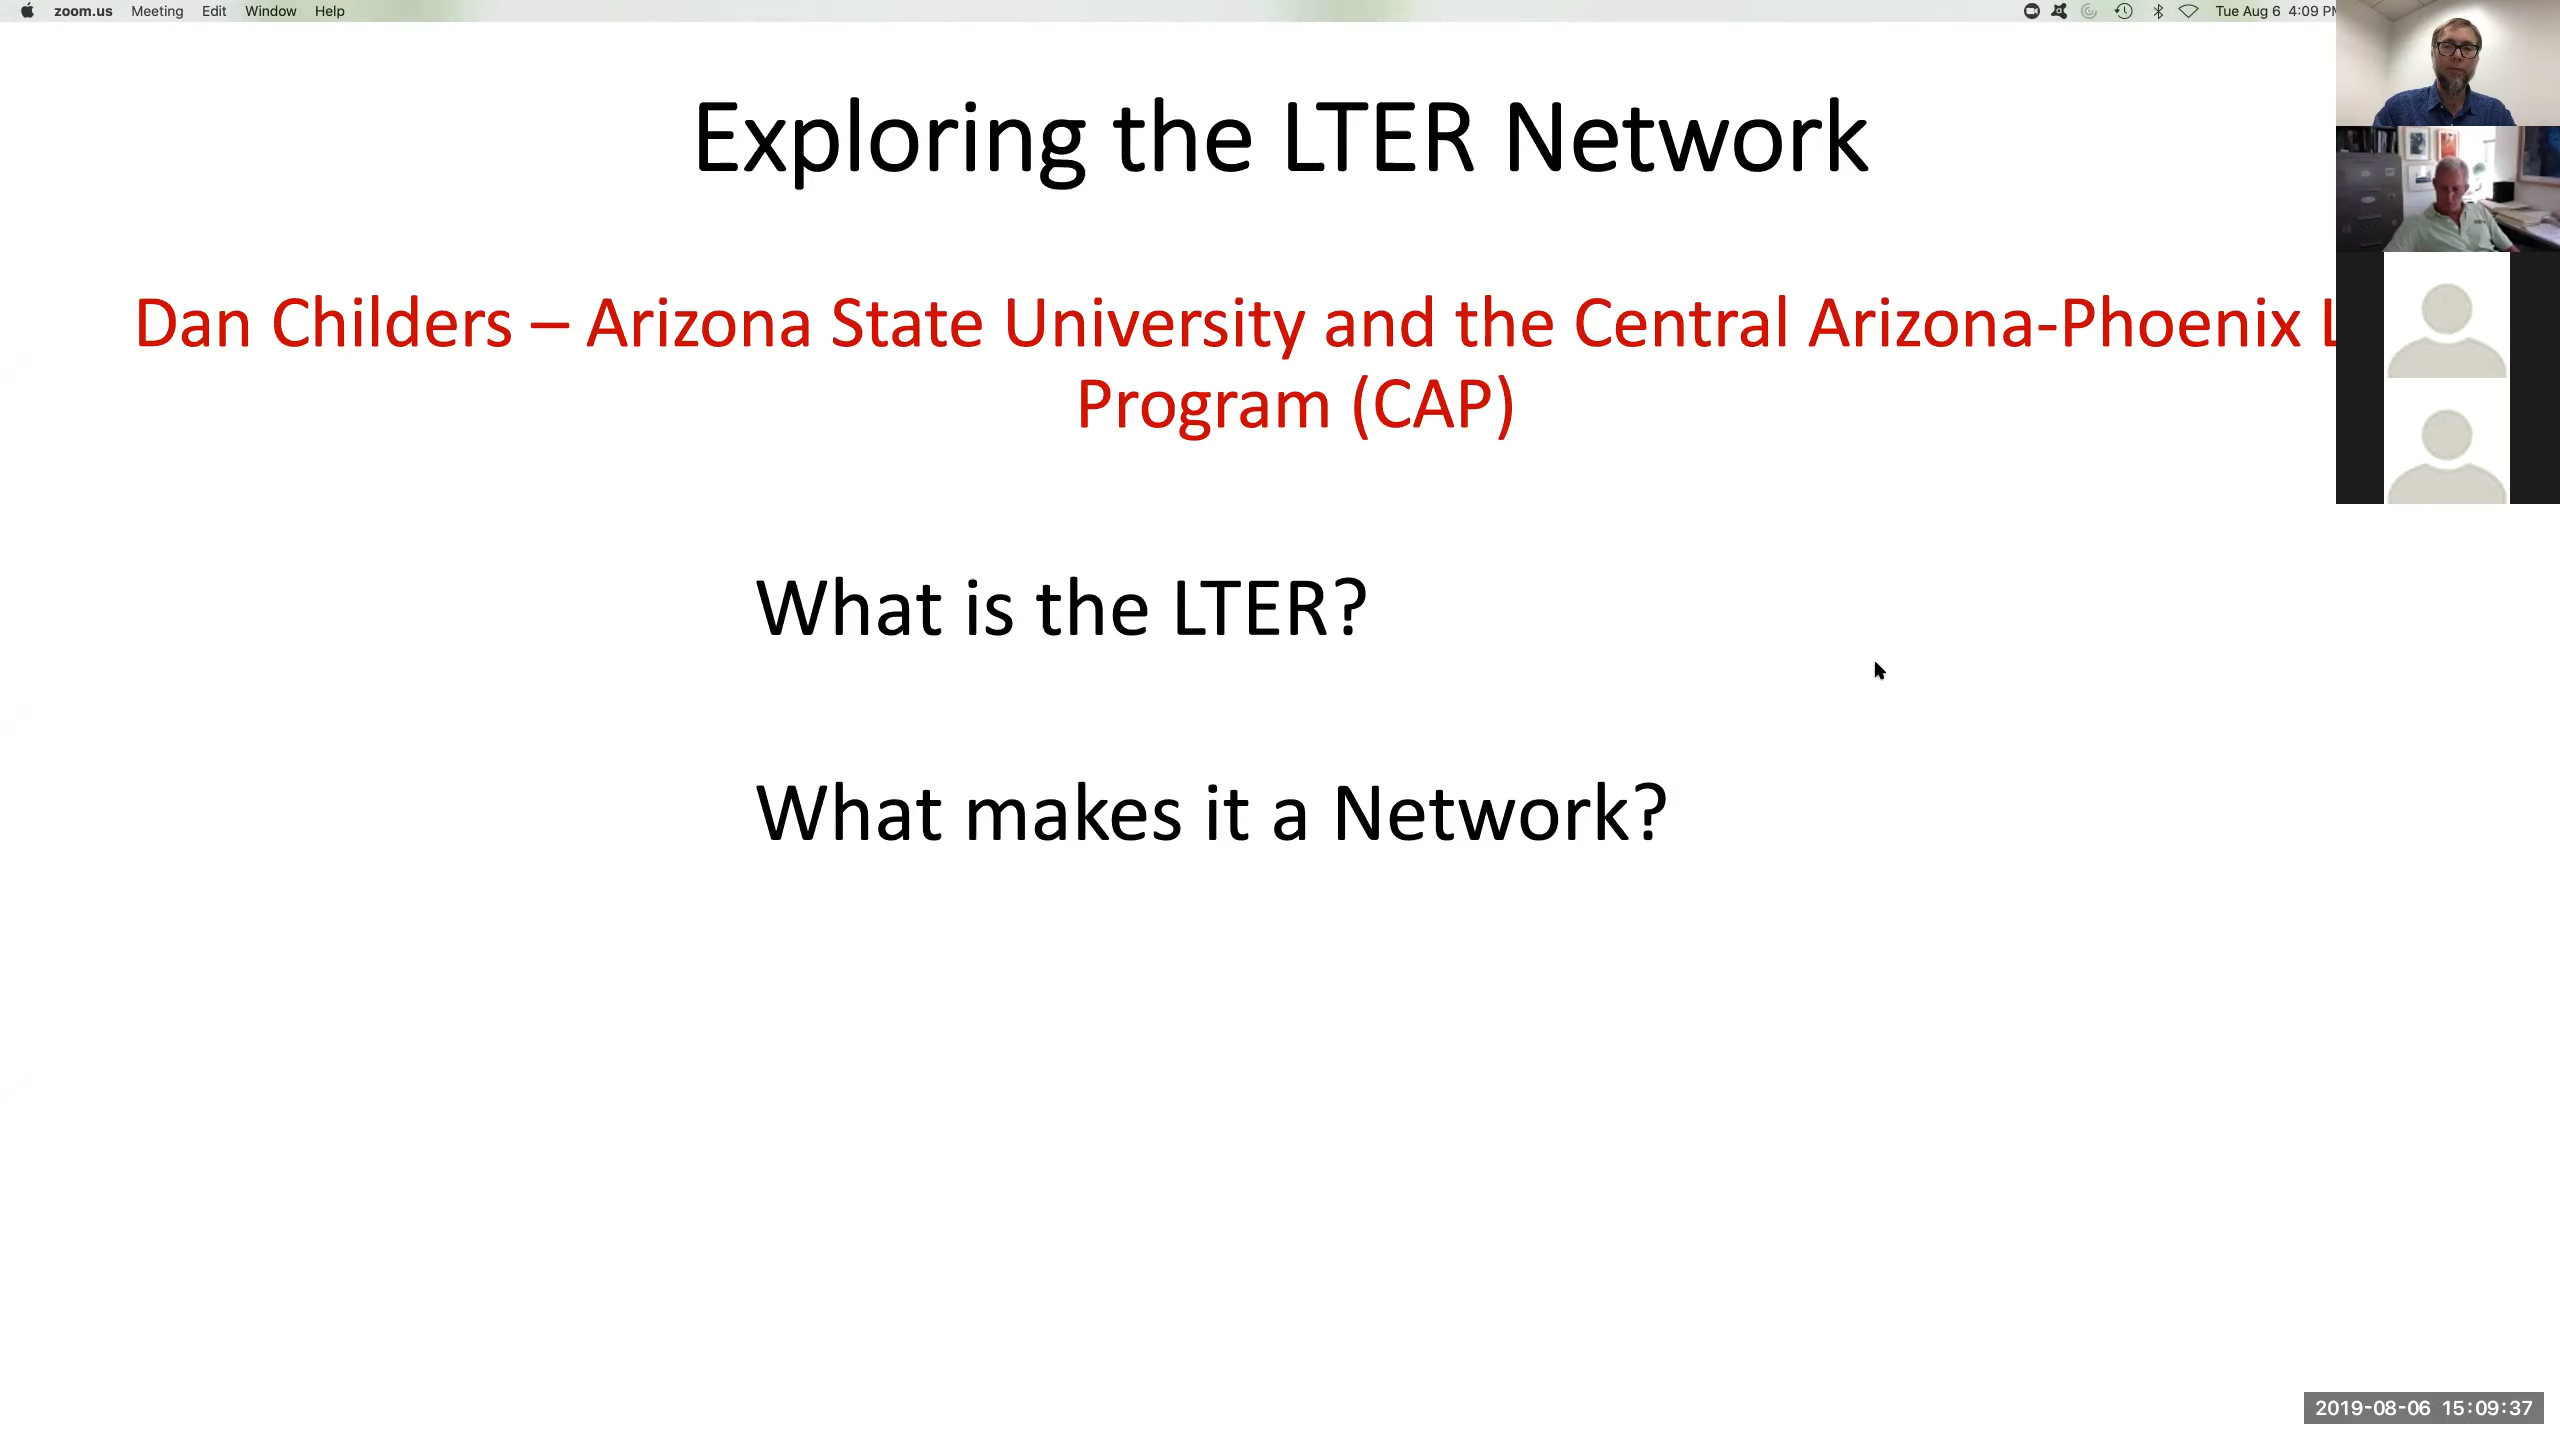 zoom.us Meeting Edit Window Help Tue Aug 6 4:09
Exploring the LTER Network
Dan Childers – Arizona State University and the Central Arizona-Phoenix
Program (CAP)
What is the LTER?
What makes it a Network?
2019-08-06 15:09:37